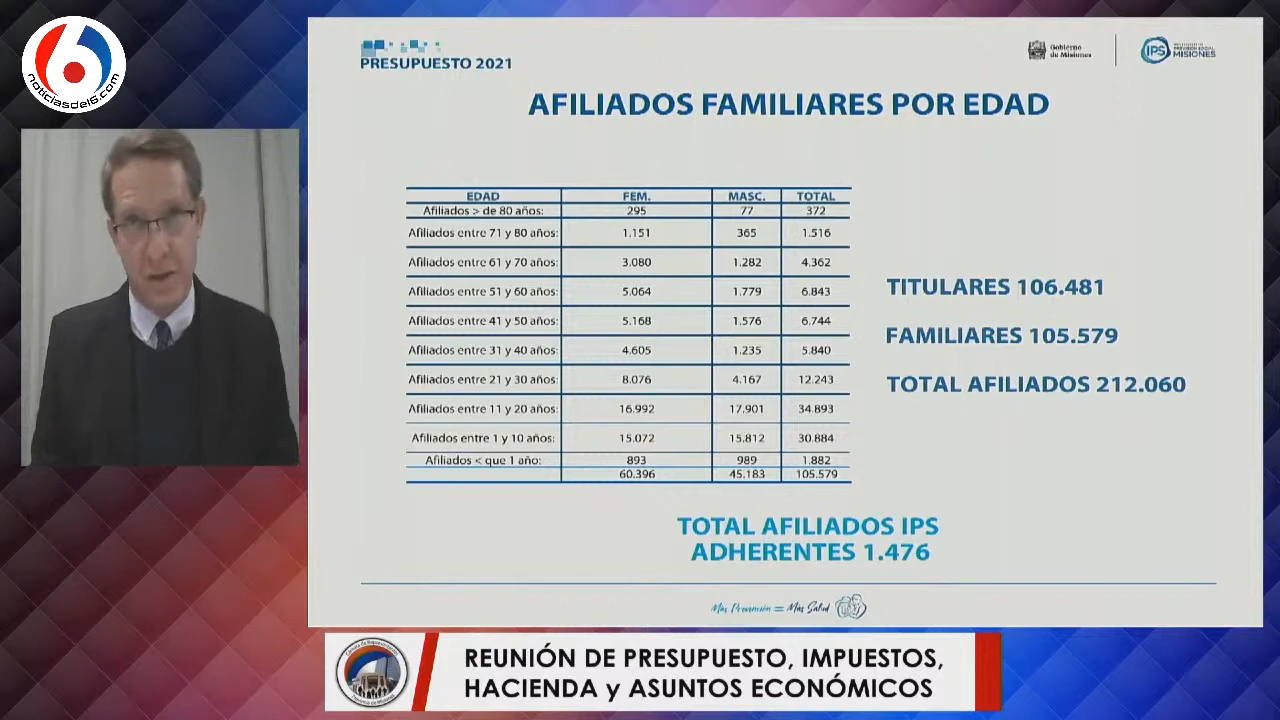 noticiasdel6.com
PRESUPUESTO 2021
Gobierno
de Misiones
IPS
MISIONES
AFILIADOS FAMILIARES POR EDAD
EDAD FEM. MASC. TOTAL
Afiliados > de 80 años: 295 77 372
Afiliados entre 71 y 80 años: 1.151 365 1.516
Afiliados entre 61 y 70 años: 3.080 1.282 4.362
Afiliados entre 51 y 60 años: 5.064 1.779 6.843
Afiliados entre 41 y 50 años: 5.168 1.576 6.744
Afiliados entre 31 y 40 años: 4.605 1.235 5.840
Afiliados entre 21 y 30 años: 8.076 4.167 12.243
Afiliados entre 11 y 20 años: 16.992 17.901 34.893
Afiliados entre 1 y 10 años: 15.072 15.812 30.884
Afiliados < que 1 año: 893 989 1.882
60.396 45.183 105.579
TITULARES 106.481
FAMILIARES 105.579
TOTAL AFILIADOS 212.060
TOTAL AFILIADOS IPS
ADHERENTES 1.476
Más Prevención = Más Salud
REUNIÓN DE PRESUPUESTO, IMPUESTOS,
HACIENDA y ASUNTOS ECONÓMICOS